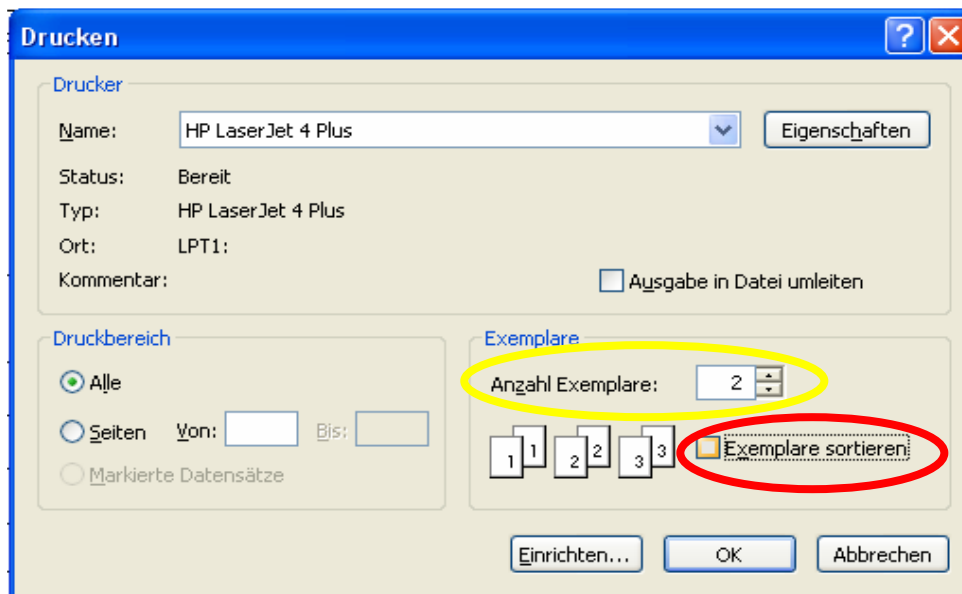 Drucken
Drucker
Name: HP LaserJet 4 Plus Eigenschaften
Status: Bereit
Typ: HP LaserJet 4 Plus
Ort: LPT1:
Kommentar: Ausgabe in Datei umleiten
Druckbereich
Alle
Seiten Von: Bis:
Markierte Datensätze
Exemplare
Anzahl Exemplare: 2
1 1 2 2 3 3 Exemplare sortieren
Einrichten... OK Abbrechen